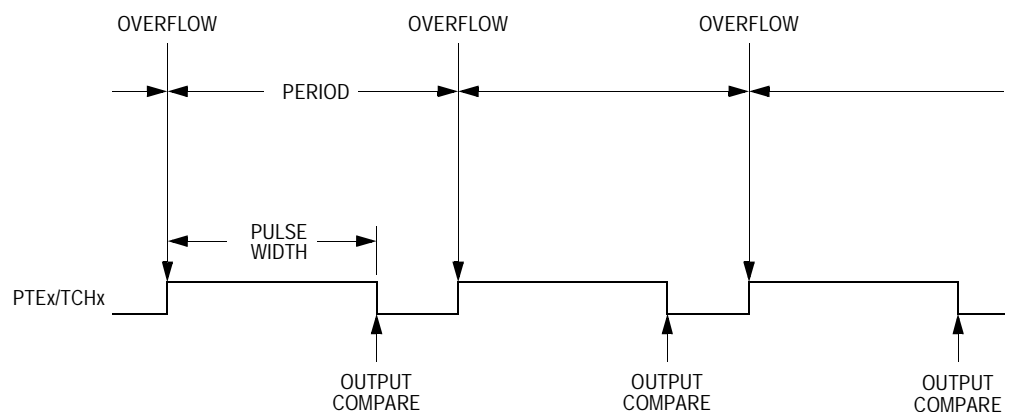 OVERFLOW
OVERFLOW
OVERFLOW
PERIOD
PULSE
WIDTH
PTEx/TCHx
OUTPUT
COMPARE
OUTPUT
COMPARE
OUTPUT
COMPARE